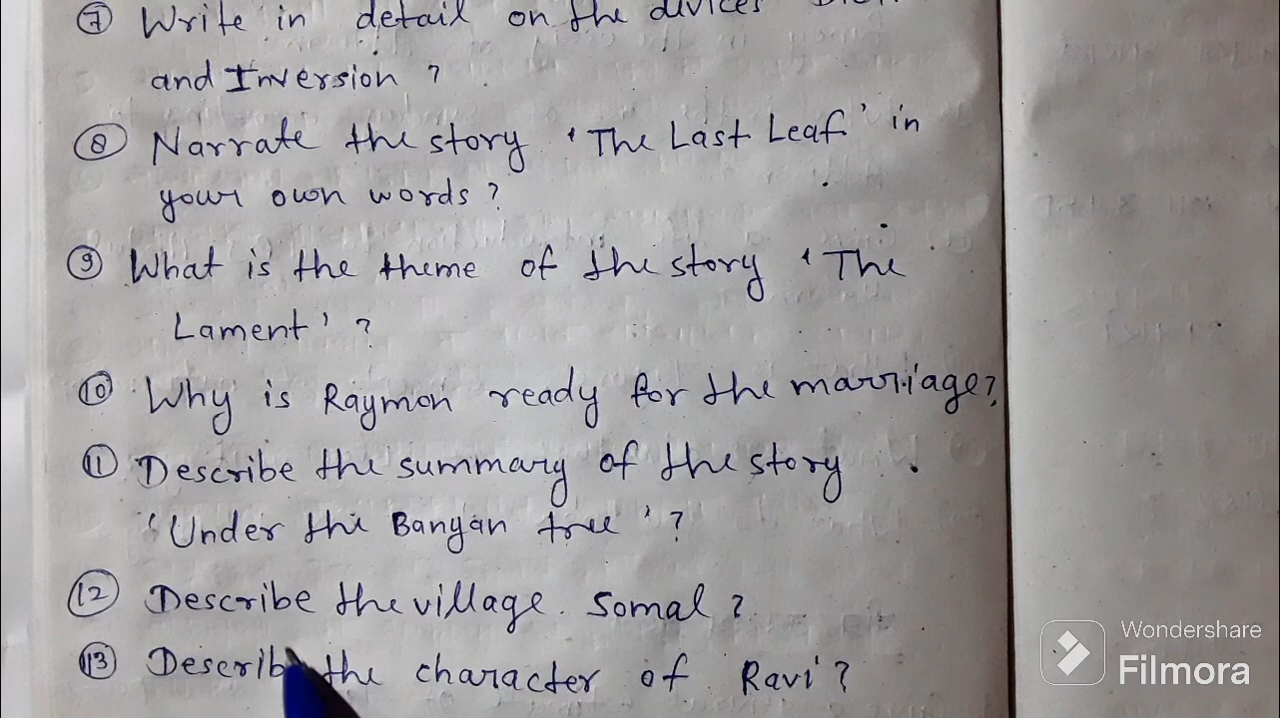 7 Write in detail on the divices
and Inversion ?
8 Narrate the story 'The Last Leaf' in
your own words ?
9 What is the theme of the story 'The
Lament' ?
10 Why is Raymon ready for the marriage?
11 Describe the summary of the story
'Under the Banyan tree' ?
12 Describe the village. Somal ?
13 Describ the character of Ravi ?
Wondershare
Filmora